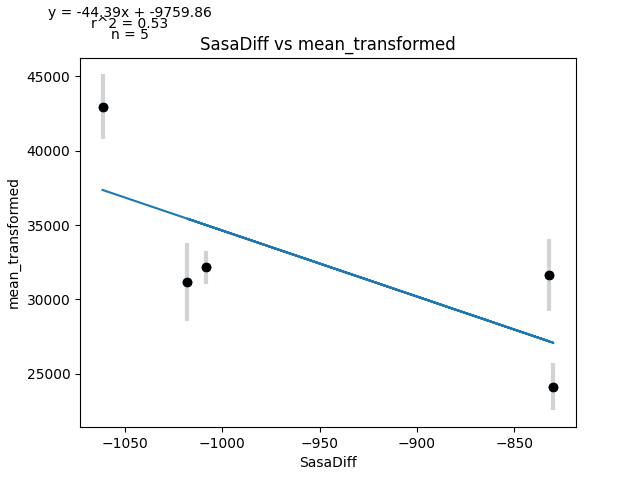 y = -44.39x + -9759.86
r^2 = 0.53
n = 5
SasaDiff vs mean_transformed
45000
40000
35000
30000
25000
mean_transformed
−1050
−1000
−950
−900
−850
SasaDiff